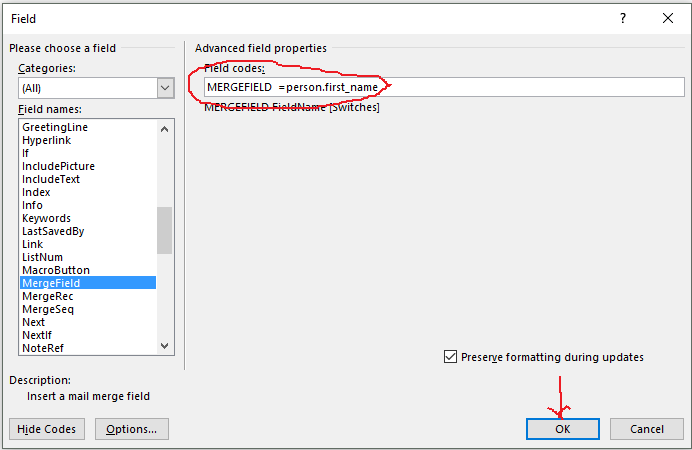 Field
?
Please choose a field
Categories:
(All)
Field names:
GreetingLine
Hyperlink
If
IncludePicture
IncludeText
Index
Info
Keywords
LastSavedBy
Link
ListNum
MacroButton
MergeField
MergeRec
MergeSeq
Next
NextIf
NoteRef
Advanced field properties
Field codes:
MERGEFIELD  =person.first_name
MERGEFIELD FieldName [Switches]
Preserve formatting during updates
Description:
Insert a mail merge field
Hide Codes
Options...
OK
Cancel